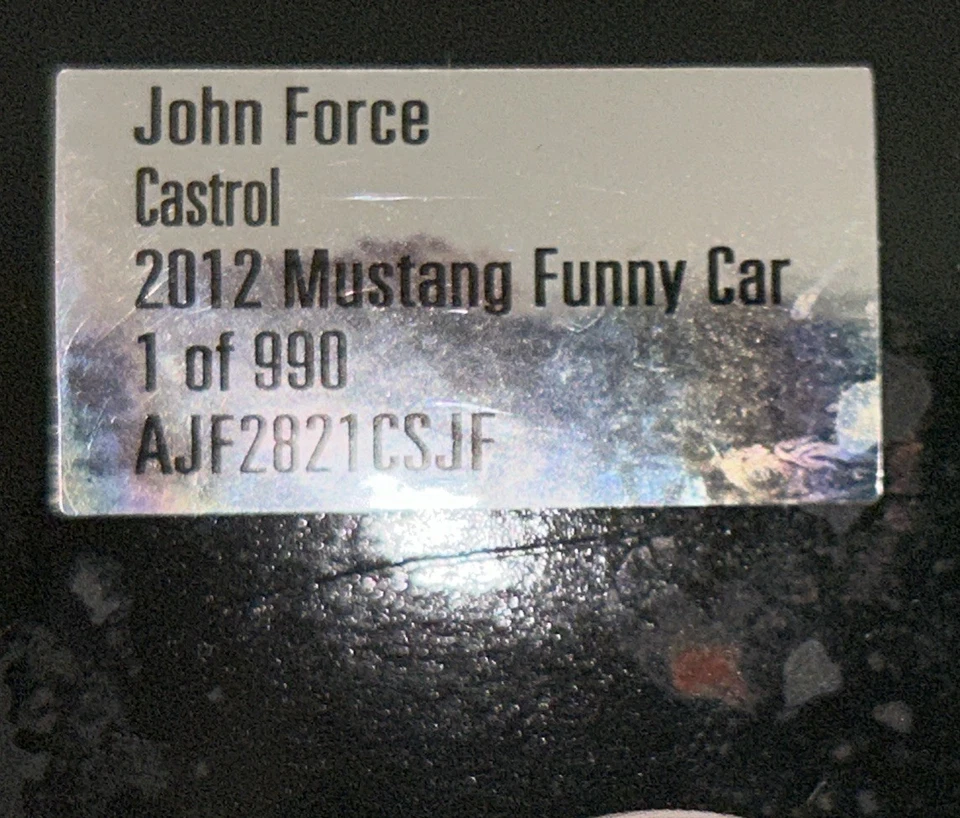 John Force
Castrol
2012 Mustang Funny Car
1 of 990
AJF2821CSJF